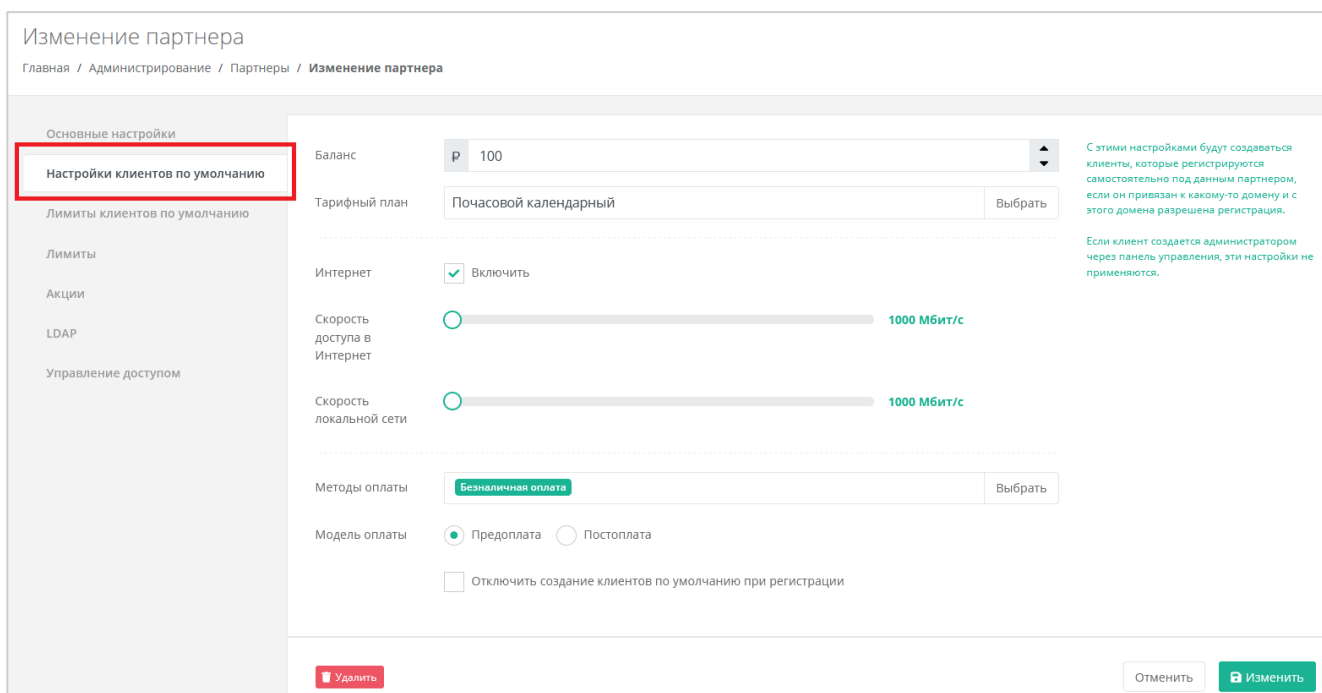 Изменение партнера
Главная / Администрирование / Партнеры / Изменение партнера
Основные настройки
Настройки клиентов по умолчанию
Лимиты клиентов по умолчанию
Лимиты
Акции
LDAP
Управление доступом
Баланс
₽ 100
Тарифный план
Почасовой календарный
Выбрать
Интернет
Включить
Скорость
доступа в
Интернет
1000 Мбит/с
Скорость
локальной сети
1000 Мбит/с
Методы оплаты
Безналичная оплата
Выбрать
Модель оплаты
Предоплата
Постоплата
Отключить создание клиентов по умолчанию при регистрации
С этими настройками будут создаваться
клиенты, которые регистрируются
самостоятельно под данным партнером,
если он привязан к какому-то домену и с
этого домена разрешена регистрация.
Если клиент создается администратором
через панель управления, эти настройки не
применяются.
Удалить
Отменить
Изменить